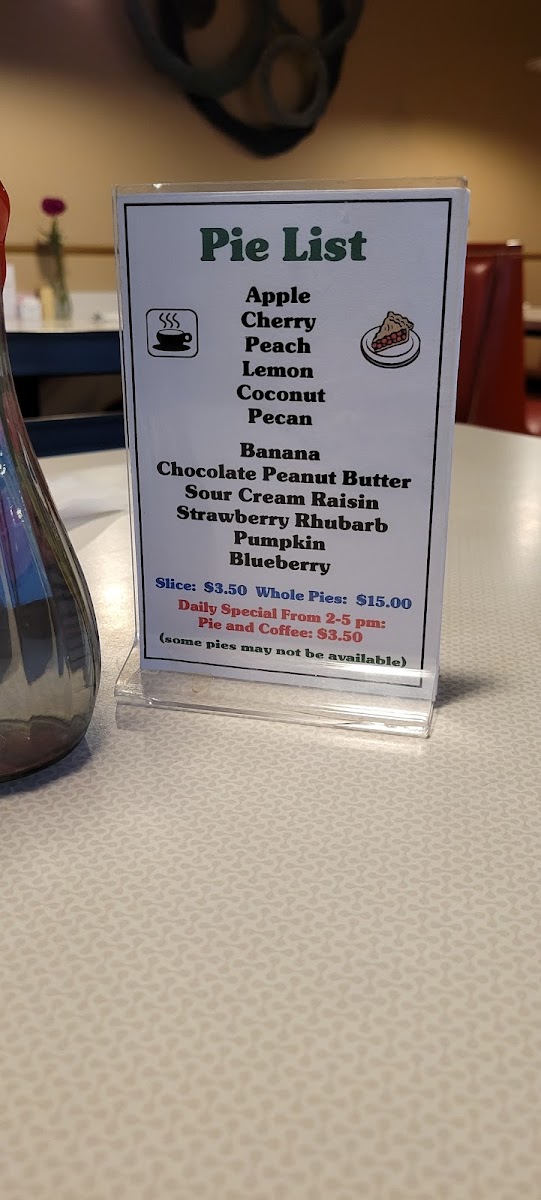 Pie List
Apple
Cherry
Peach
Lemon
Coconut
Pecan
Banana
Chocolate Peanut Butter
Sour Cream Raisin
Strawberry Rhubarb
Pumpkin
Blueberry
Slice: $3.50 Whole Pies: $15.00
Daily Special From 2-5 pm:
Pie and Coffee: $3.50
(some pies may not be available)